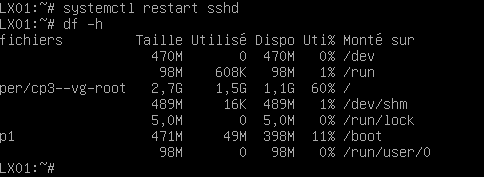 LX01:~# systemctl restart sshd
LX01:~# df -h
fichiers Taille Utilisé Dispo Uti% Monté sur
470M 0 470M 0% /dev
98M 608K 98M 1% /run
per/cp3--vg-root 2,7G 1,5G 1,1G 60% /
489M 16K 489M 1% /dev/shm
5,0M 0 5,0M 0% /run/lock
p1 471M 49M 398M 11% /boot
98M 0 98M 0% /run/user/0
LX01:~#